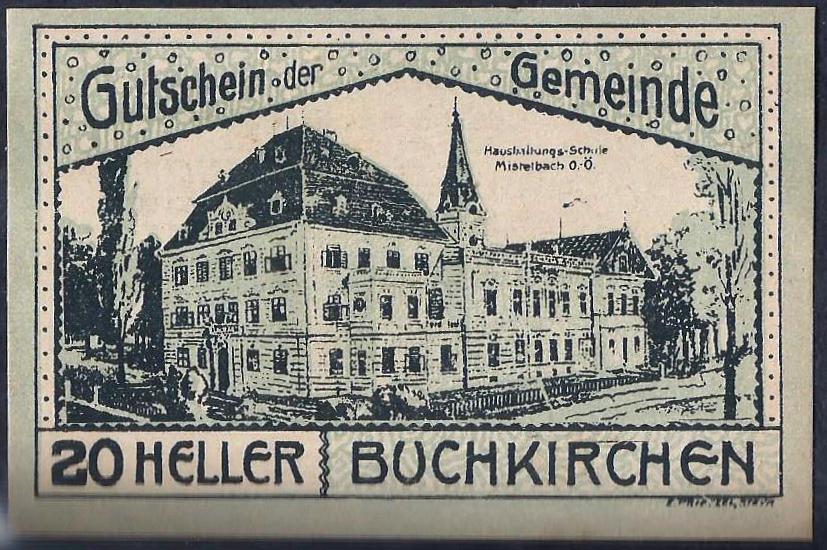 Gutschein der Gemeinde
Haushaltungs-Schule
Mistelbach O.-Ö.
20 HELLER BUCHKIRCHEN